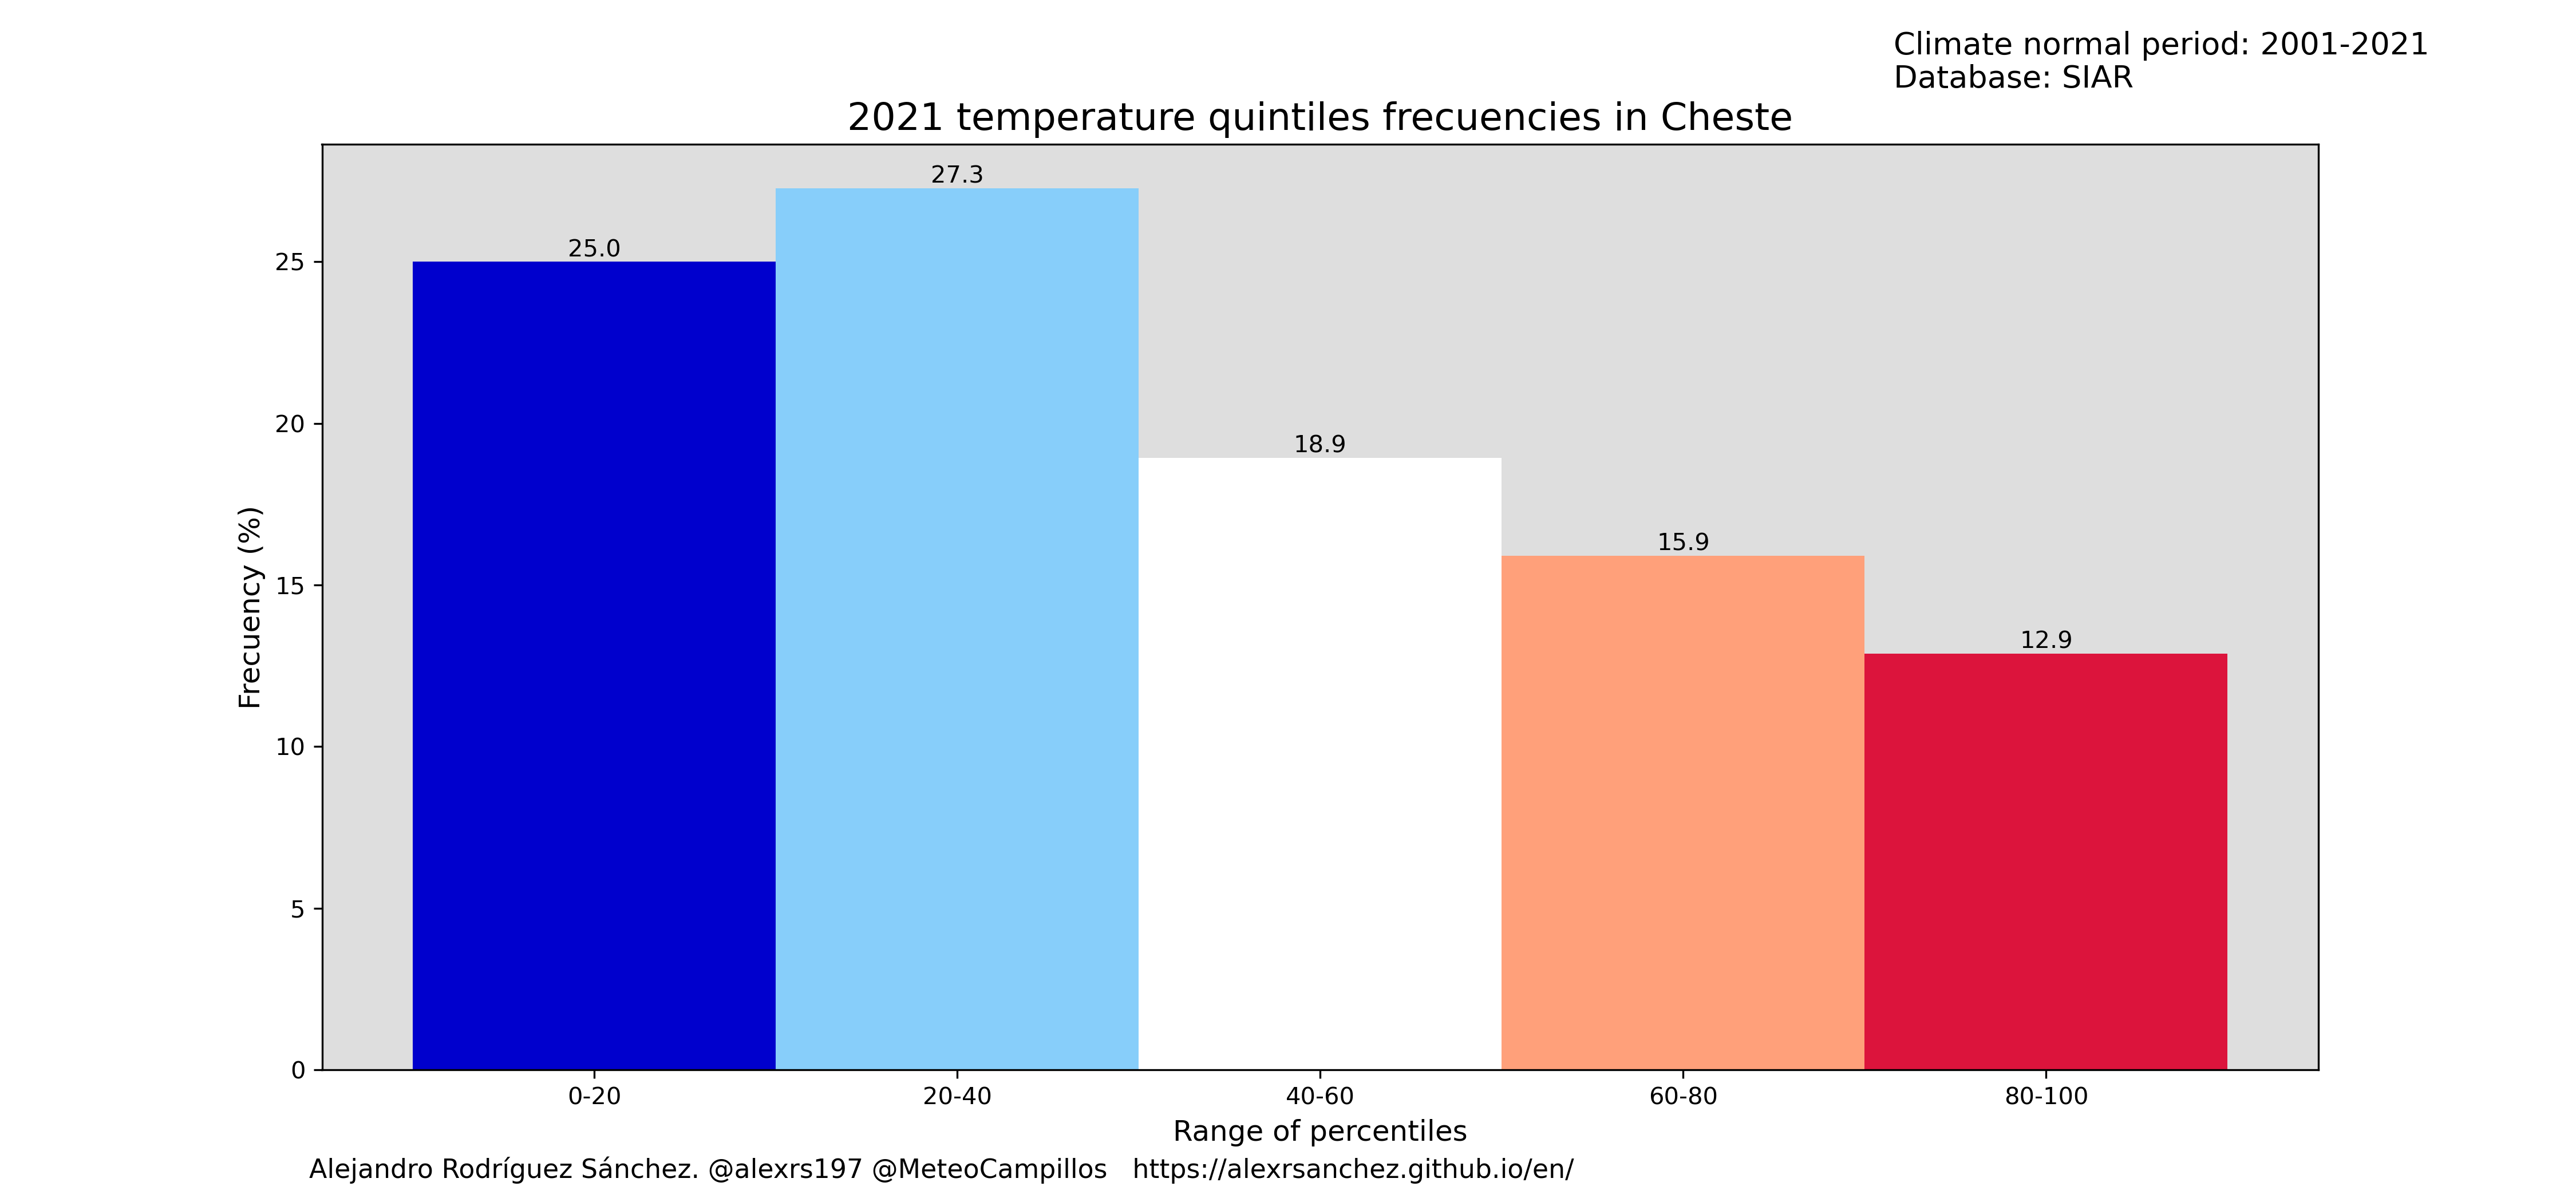 Climate normal period: 2001-2021
Database: SIAR
2021 temperature quintiles frecuencies in Cheste
27.3
25.0
25
20
18.9
15.9
15
12.9
10
5
0
Frecuency (%)
0-20 20-40 40-60 60-80 80-100
Range of percentiles
Alejandro Rodríguez Sánchez. @alexrs197 @MeteoCampillos https://alexrsanchez.github.io/en/